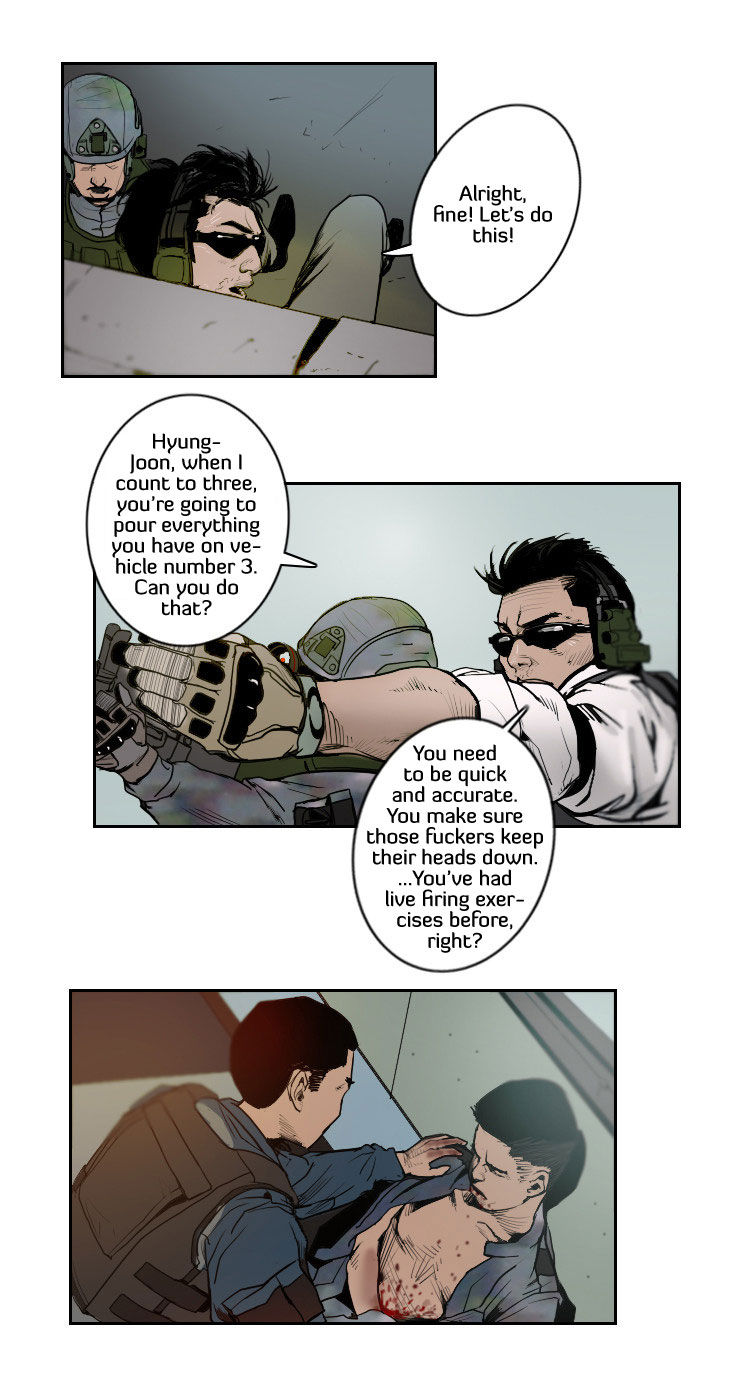 Alright,
fine! Let's do
this!
Hyung-
Joon, when I
count to three,
you're going to
pour everything
you have on ve-
hicle number 3.
Can you do
that?
You need
to be quick
and accurate.
You make sure
those fuckers keep
their heads down.
...You've had
live firing exer-
cises before,
right?